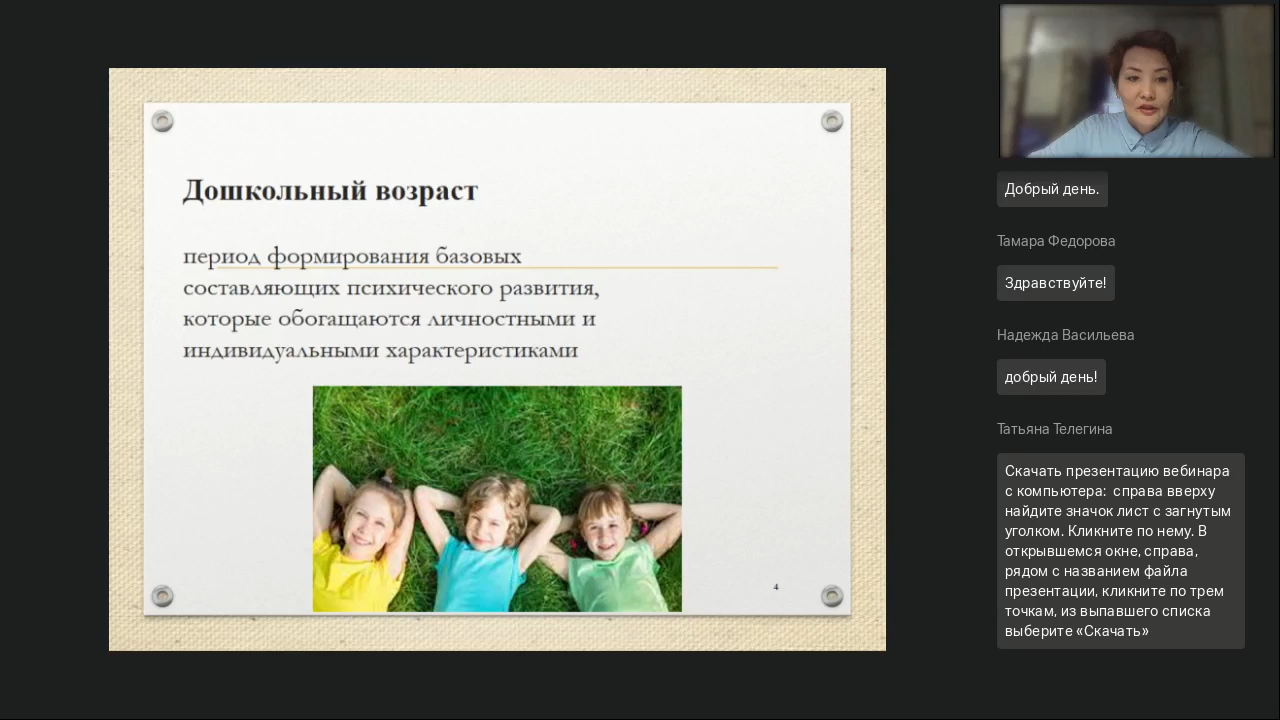 Дошкольный возраст
период формирования базовых
составляющих психического развития,
которые обогащаются личностными и
индивидуальными характеристиками
4
Добрый день.
Тамара Федорова
Здравствуйте!
Надежда Васильева
добрый день!
Татьяна Телегина
Скачать презентацию вебинара
с компьютера:  справа вверху
найдите значок лист с загнутым
уголком. Кликните по нему. В
открывшемся окне, справа,
рядом с названием файла
презентации, кликните по трем
точкам, из выпавшего списка
выберите «Скачать»